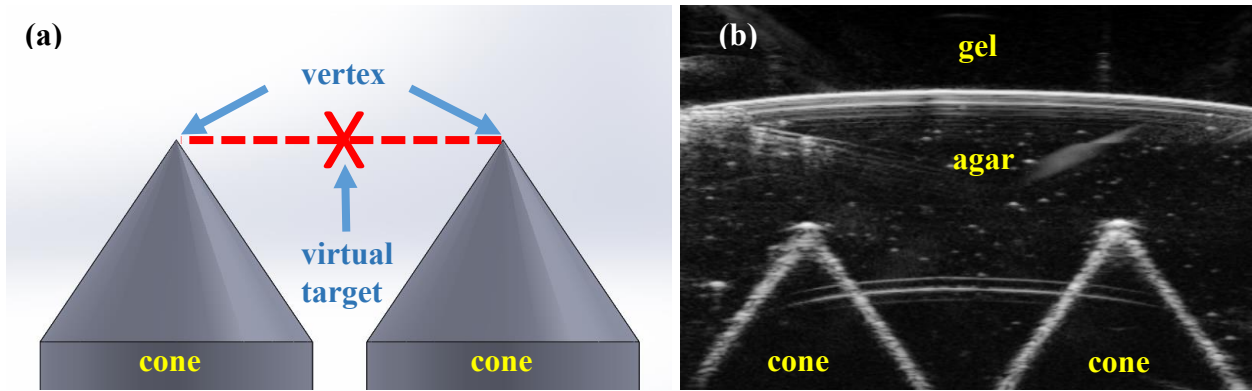 (a)
vertex
virtual
target
cone
cone
(b)
gel
agar
cone
cone